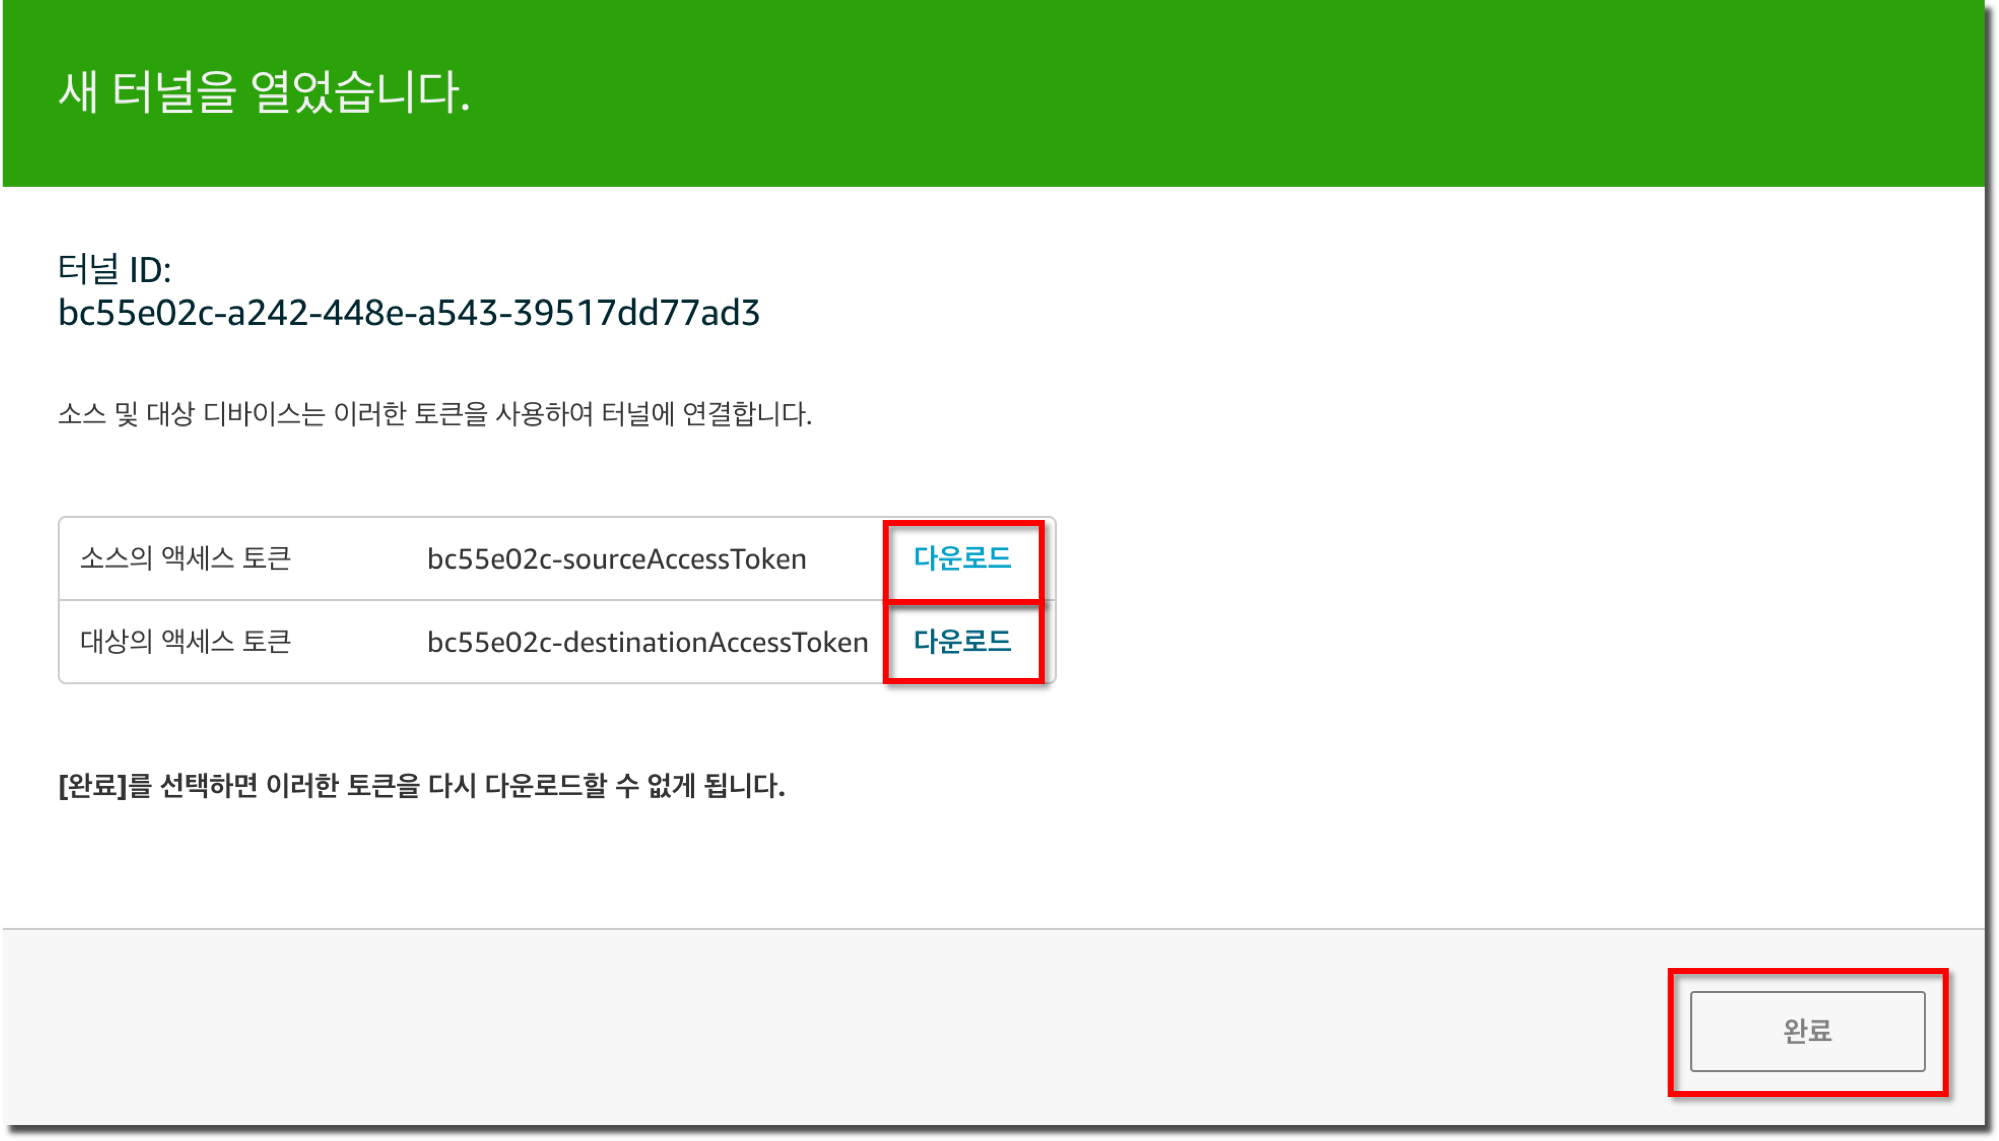 새 터널을 열었습니다.
터널 ID:
bc55e02c-a242-448e-a543-39517dd77ad3
소스 및 대상 디바이스는 이러한 토큰을 사용하여 터널에 연결합니다.
소스의 액세스 토큰 bc55e02c-sourceAccessToken 다운로드
대상의 액세스 토큰 bc55e02c-destinationAccessToken 다운로드
[완료]를 선택하면 이러한 토큰을 다시 다운로드할 수 없게 됩니다.
완료